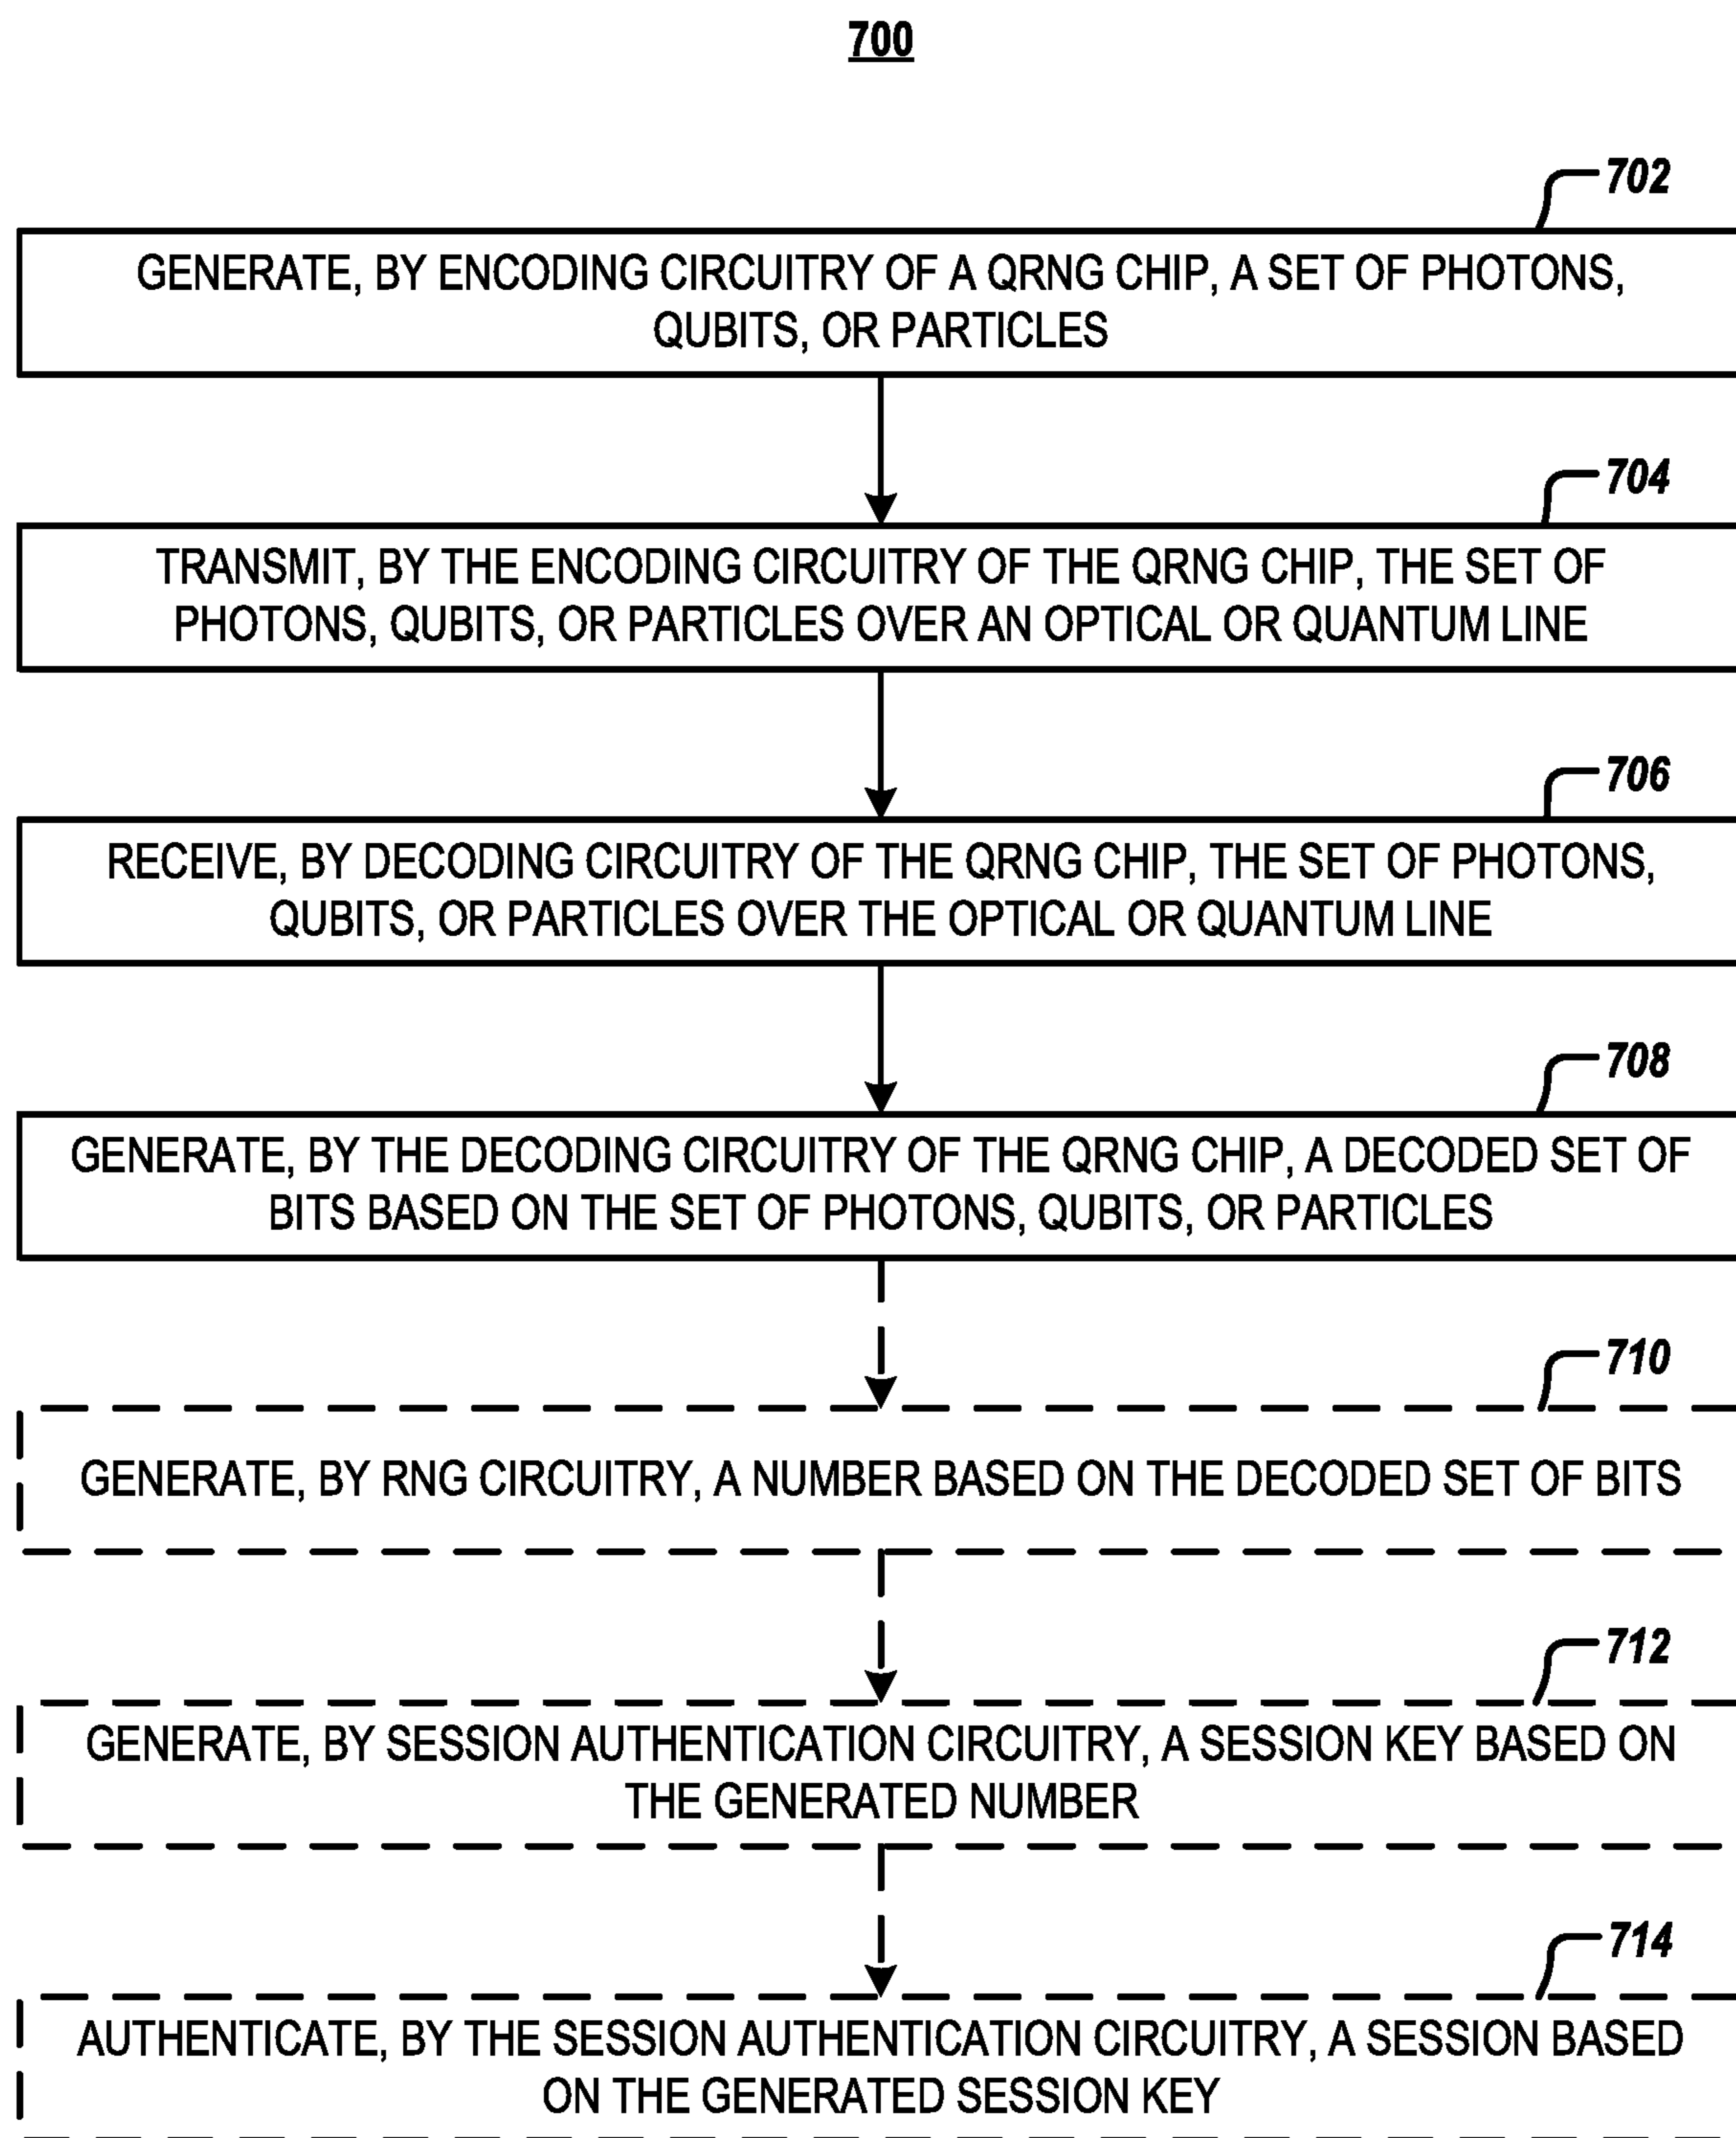 700
702
GENERATE, BY ENCODING CIRCUITRY OF A QRNG CHIP, A SET OF PHOTONS,
QUBITS, OR PARTICLES
704
TRANSMIT, BY THE ENCODING CIRCUITRY OF THE QRNG CHIP, THE SET OF
PHOTONS, QUBITS, OR PARTICLES OVER AN OPTICAL OR QUANTUM LINE
706
RECEIVE, BY DECODING CIRCUITRY OF THE QRNG CHIP, THE SET OF PHOTONS,
QUBITS, OR PARTICLES OVER THE OPTICAL OR QUANTUM LINE
708
GENERATE, BY THE DECODING CIRCUITRY OF THE QRNG CHIP, A DECODED SET OF
BITS BASED ON THE SET OF PHOTONS, QUBITS, OR PARTICLES
710
GENERATE, BY RNG CIRCUITRY, A NUMBER BASED ON THE DECODED SET OF BITS
712
GENERATE, BY SESSION AUTHENTICATION CIRCUITRY, A SESSION KEY BASED ON
THE GENERATED NUMBER
714
AUTHENTICATE, BY THE SESSION AUTHENTICATION CIRCUITRY, A SESSION BASED
ON THE GENERATED SESSION KEY